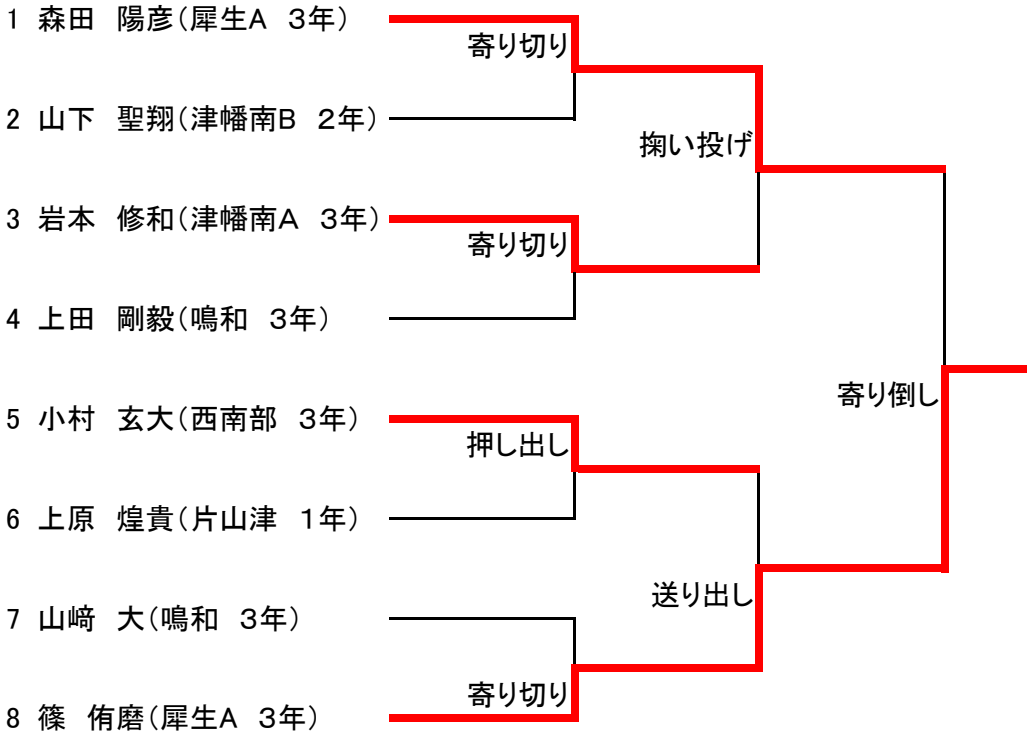 1 森田　陽彦(犀生A　3年)
寄り切り
2 山下　聖翔(津幡南B　2年)
掬い投げ
3 岩本　修和(津幡南A　3年)
寄り切り
4 上田　剛毅(鳴和　3年)
寄り倒し
5 小村　玄大(西南部　3年)
押し出し
6 上原　煌貴(片山津　1年)
送り出し
7 山﨑　大(鳴和　3年)
寄り切り
8 篠　侑磨(犀生A　3年)